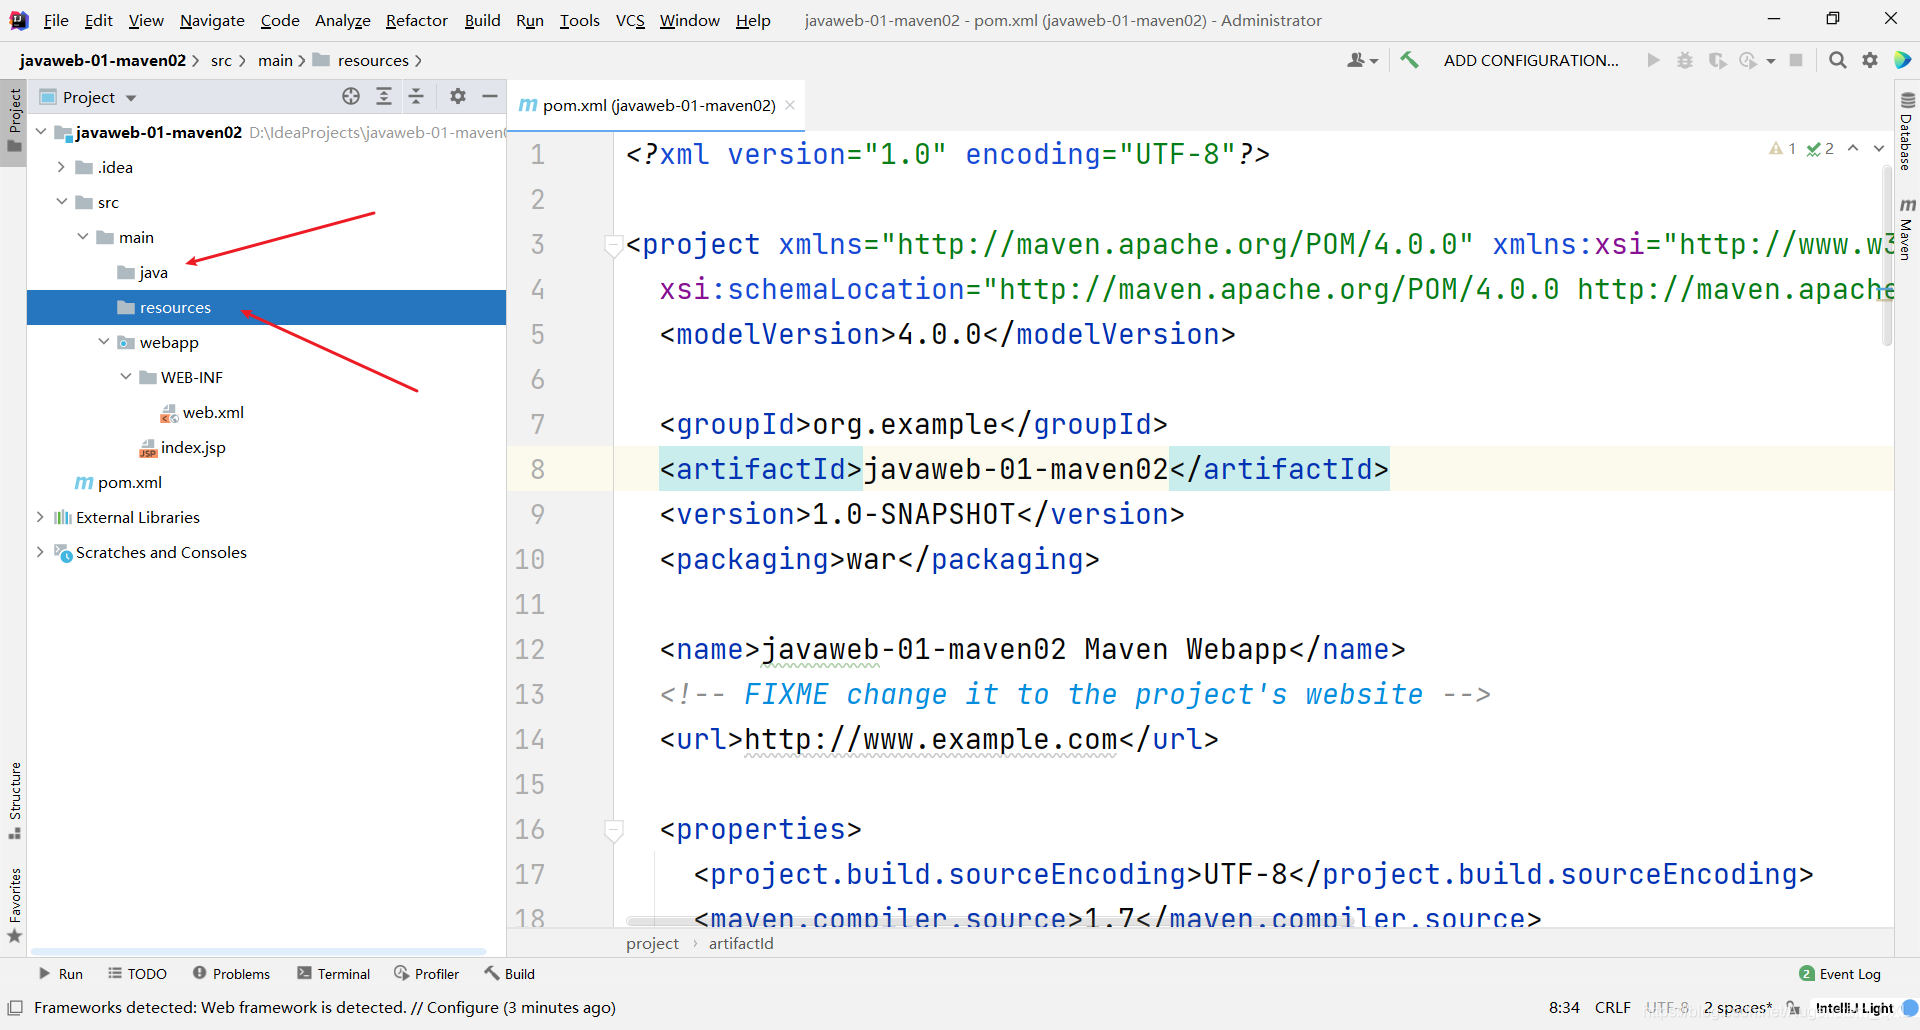 File Edit View Navigate Code Analyze Refactor Build Run Tools VCS Window Help javaweb-01-maven02 - pom.xml (javaweb-01-maven02) - Administrator
javaweb-01-maven02 src main resources ADD CONFIGURATION...
Project
Project
pom.xml (javaweb-01-maven02)
javaweb-01-maven02 D:\IdeaProjects\javaweb-01-maven
.idea
src
main
java
resources
webapp
WEB-INF
web.xml
index.jsp
pom.xml
External Libraries
Scratches and Consoles
Structure
Favorites
1 <?xml version="1.0" encoding="UTF-8"?>
2
3 <project xmlns="http://maven.apache.org/POM/4.0.0" xmlns:xsi="http://www.w3
4 xsi:schemaLocation="http://maven.apache.org/POM/4.0.0 http://maven.apache
5 <modelVersion>4.0.0</modelVersion>
6
7 <groupId>org.example</groupId>
8 <artifactId>javaweb-01-maven02</artifactId>
9 <version>1.0-SNAPSHOT</version>
10 <packaging>war</packaging>
11
12 <name>javaweb-01-maven02 Maven Webapp</name>
13 <!-- FIXME change it to the project's website -->
14 <url>http://www.example.com</url>
15
16 <properties>
17 <project.build.sourceEncoding>UTF-8</project.build.sourceEncoding>
18 <maven.compiler.source>1.7</maven.compiler.source>
1 2
Database
Maven
project artifactId
Run TODO Problems Terminal Profiler Build 2 Event Log
Frameworks detected: Web framework is detected. // Configure (3 minutes ago) 8:34 CRLF UTF-8 2 spaces* IntelliJ Light